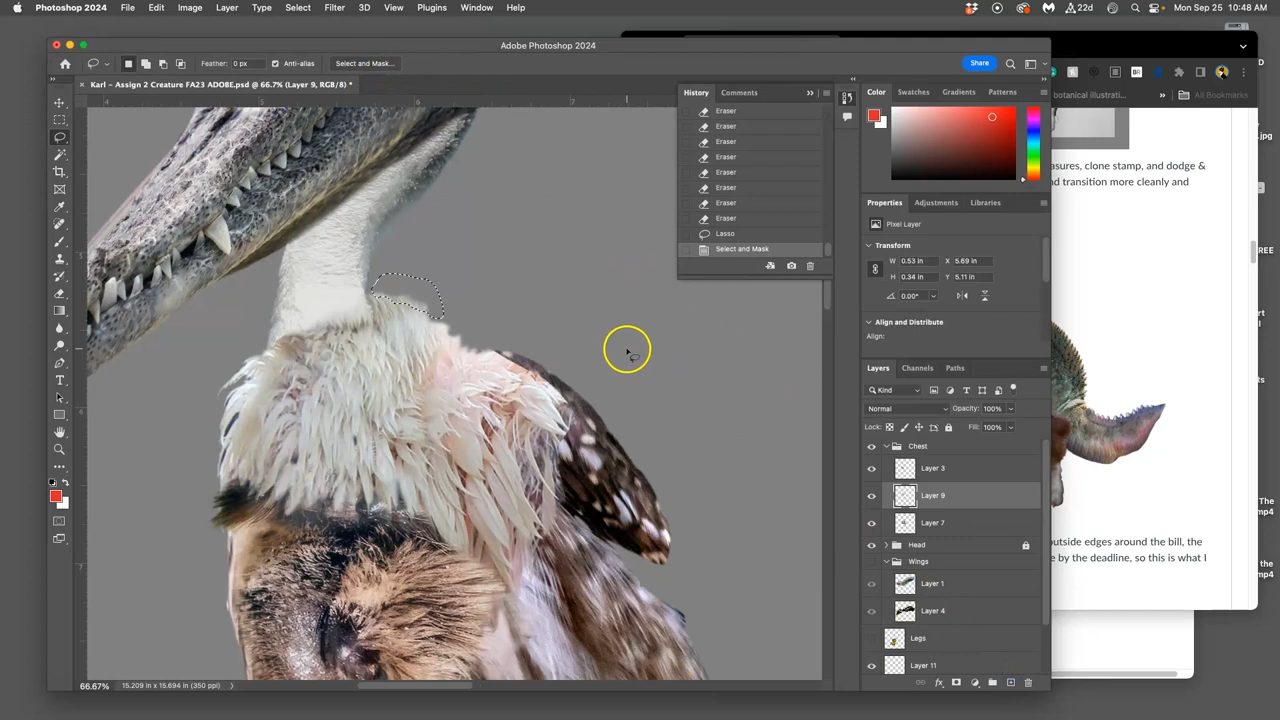 Photoshop 2024 File Edit Image Layer Type Select Filter 3D View Plugins Window Help 22d Mon Sep 25 10:48 AM
Adobe Photoshop 2024
Feather: 0 px Anti-alias Select and Mask... Share
Karl – Assign 2 Creature FA23 ADOBE.psd @ 66.7% (Layer 9, RGB/8) *
History Comments
Color Swatches Gradients Patterns
botanical illustrati... All Bookmarks
Eraser
Eraser
Eraser
Eraser
Eraser
Eraser
Eraser
Eraser
Lasso
Select and Mask
.jpg
asures, clone stamp, and dodge &
nd transition more cleanly and
Properties Adjustments Libraries
Pixel Layer
Transform
W 0.53 in X 5.69 in
H 0.34 in Y 5.11 in
0.00°
Align and Distribute
Align:
Layers Channels Paths
Kind
Normal Opacity: 100%
Lock: Fill: 100%
Chest
Layer 3
Layer 9
Layer 7
Head
Wings
Layer 1
Layer 4
Legs
Layer 11
REE
mp4
outside edges around the bill, the
e by the deadline, so this is what I
the
mp4
66.67% 15.209 in x 15.694 in (350 ppi)